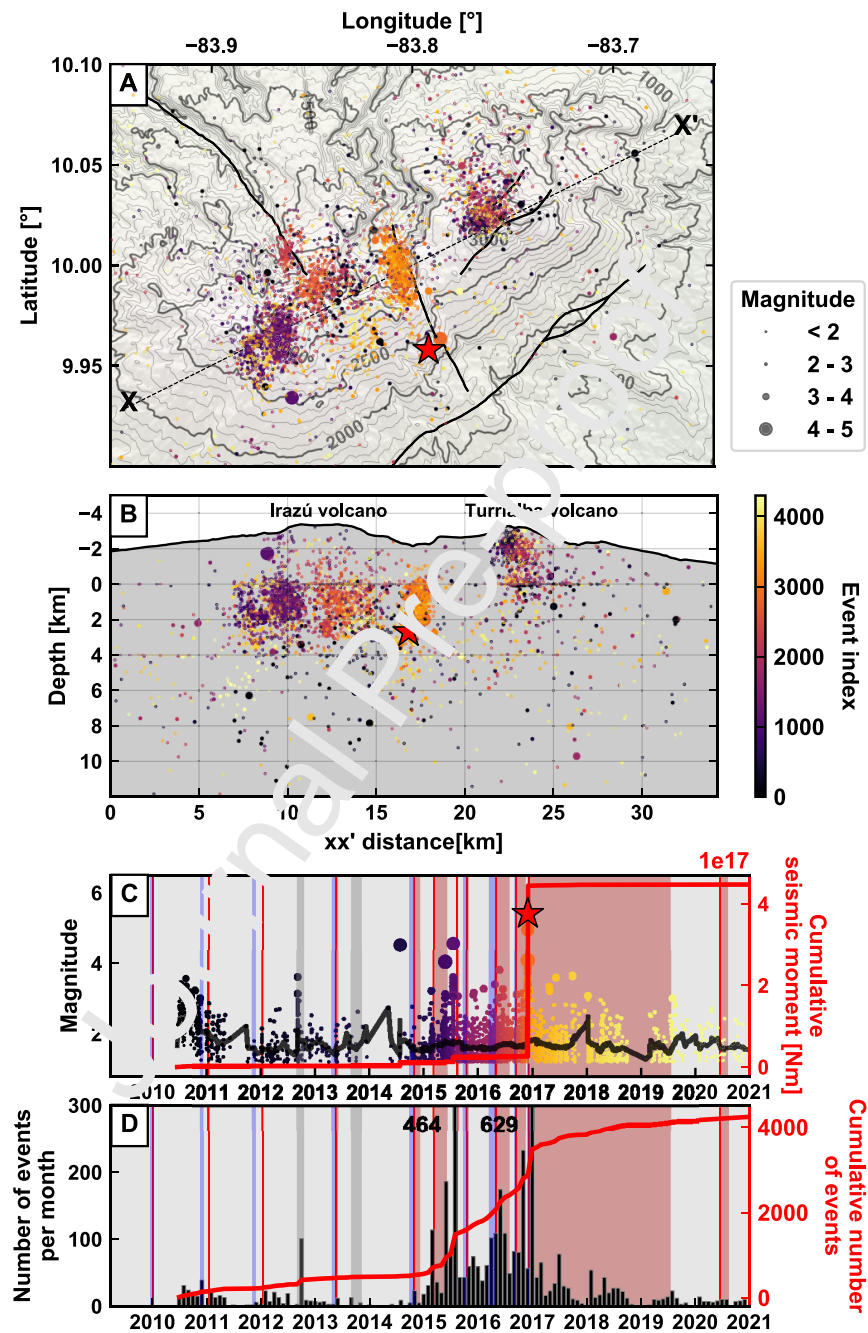 Longitude [°]
−83.9 −83.8 −83.7
10.10
10.05
10.00
9.95
Latitude [°]
A
X
X'
1000
1500
3000
2500
2000
Magnitude
< 2
2 - 3
3 - 4
4 - 5
B
Irazú volcano Turrialba volcano
−4
−2
0
2
4
6
8
10
Depth [km]
0 5 10 15 20 25 30
xx' distance[km]
4000
3000
2000
1000
0
Event index
1e17
C
6
4
2
Magnitude
4
2
0
Cumulative seismic moment [Nm]
2010 2011 2012 2013 2014 2015 2016 2017 2018 2019 2020 2021
D
464 629
300
200
100
0
Number of events per month
4000
2000
0
Cumulative number of events
2010 2011 2012 2013 2014 2015 2016 2017 2018 2019 2020 2021
Journal Pre-proof